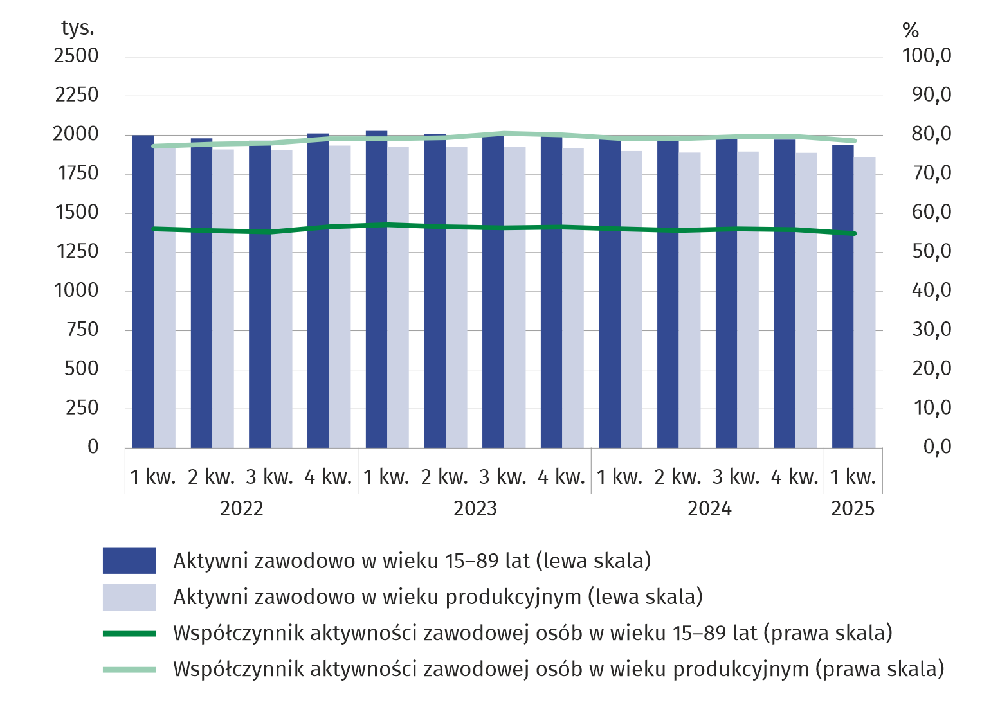 tys. %
2500 100,0
2250 90,0
2000 80,0
1750 70,0
1500 60,0
1250 50,0
1000 40,0
750 30,0
500 20,0
250 10,0
0 0,0
1 kw. 2 kw. 3 kw. 4 kw. 1 kw. 2 kw. 3 kw. 4 kw. 1 kw. 2 kw. 3 kw. 4 kw. 1 kw.
2022 2023 2024 2025
Aktywni zawodowo w wieku 15–89 lat (lewa skala)
Aktywni zawodowo w wieku produkcyjnym (lewa skala)
Współczynnik aktywności zawodowej osób w wieku 15–89 lat (prawa skala)
Współczynnik aktywności zawodowej osób w wieku produkcyjnym (prawa skala)